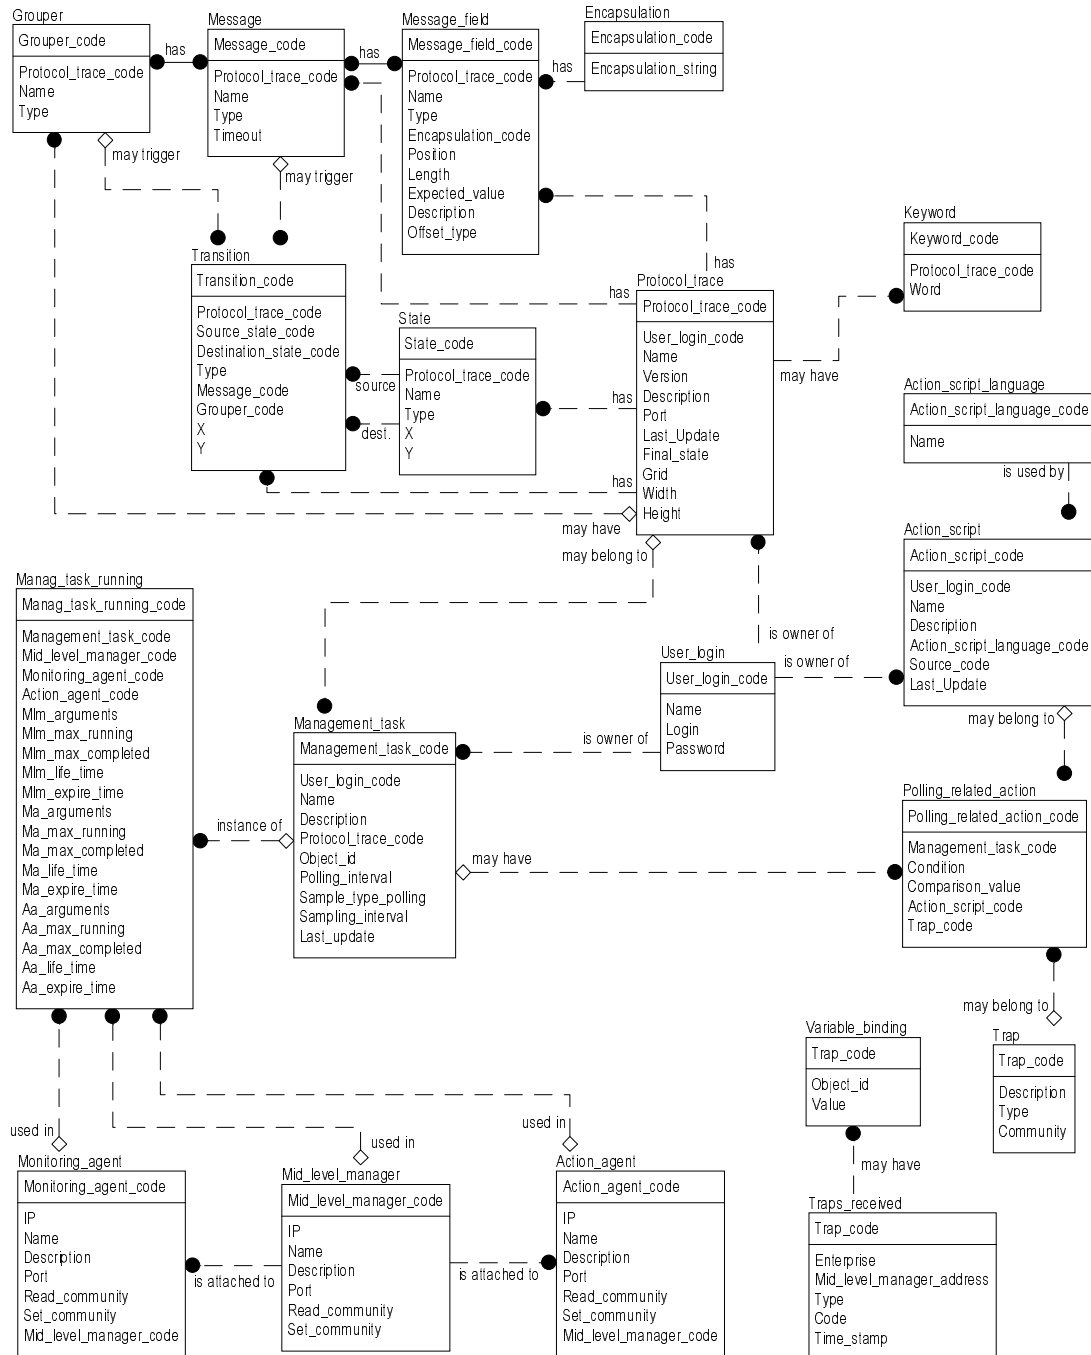 Grouper
Grouper_code
Protocol_trace_code
Name
Type
has
Message
Message_code
Protocol_trace_code
Name
Type
Timeout
has
Message_field
Message_field_code
Protocol_trace_code
Name
Type
Encapsulation_code
Position
Length
Expected_value
Description
Offset_type
has
Encapsulation
Encapsulation_code
Encapsulation_string
may trigger
may trigger
Transition
Transition_code
Protocol_trace_code
Source_state_code
Destination_state_code
Type
Message_code
Grouper_code
X
Y
source
dest.
State
State_code
Protocol_trace_code
Name
Type
X
Y
has
has
has
has
may have
may belong to
Protocol_trace
Protocol_trace_code
User_login_code
Name
Version
Description
Port
Last_Update
Final_state
Grid
Width
Height
may have
Keyword
Keyword_code
Protocol_trace_code
Word
Action_script_language
Action_script_language_code
Name
is used by
Action_script
Action_script_code
User_login_code
Name
Description
Action_script_language_code
Source_code
Last_Update
may belong to
is owner of
is owner of
is owner of
User_login
User_login_code
Name
Login
Password
Manag_task_running
Manag_task_running_code
Management_task_code
Mid_level_manager_code
Monitoring_agent_code
Action_agent_code
Mlm_arguments
Mlm_max_running
Mlm_max_completed
Mlm_life_time
Mlm_expire_time
Ma_arguments
Ma_max_running
Ma_max_completed
Ma_life_time
Ma_expire_time
Aa_arguments
Aa_max_running
Aa_max_completed
Aa_life_time
Aa_expire_time
instance of
Management_task
Management_task_code
User_login_code
Name
Description
Protocol_trace_code
Object_id
Polling_interval
Sample_type_polling
Sampling_interval
Last_update
may have
Polling_related_action
Polling_related_action_code
Management_task_code
Condition
Comparison_value
Action_script_code
Trap_code
may belong to
Trap
Trap_code
Description
Type
Community
Variable_binding
Trap_code
Object_id
Value
may have
Traps_received
Trap_code
Enterprise
Mid_level_manager_address
Type
Code
Time_stamp
used in
used in
used in
Monitoring_agent
Monitoring_agent_code
IP
Name
Description
Port
Read_community
Set_community
Mid_level_manager_code
is attached to
Mid_level_manager
Mid_level_manager_code
IP
Name
Description
Port
Read_community
Set_community
is attached to
Action_agent
Action_agent_code
IP
Name
Description
Port
Read_community
Set_community
Mid_level_manager_code